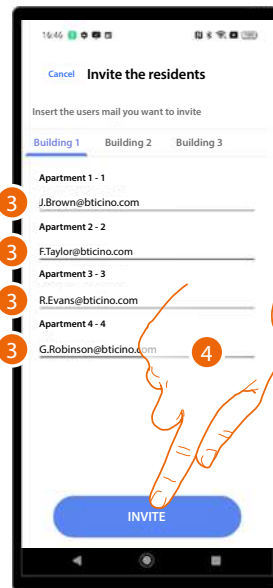 16:46
Cancel Invite the residents
Insert the users mail you want to invite
Building 1 Building 2 Building 3
Apartment 1 - 1
3 J.Brown@bticino.com
Apartment 2 - 2
3 F.Taylor@bticino.com
Apartment 3 - 3
3 R.Evans@bticino.com
Apartment 4 - 4
3 G.Robinson@bticino.com
4
INVITE